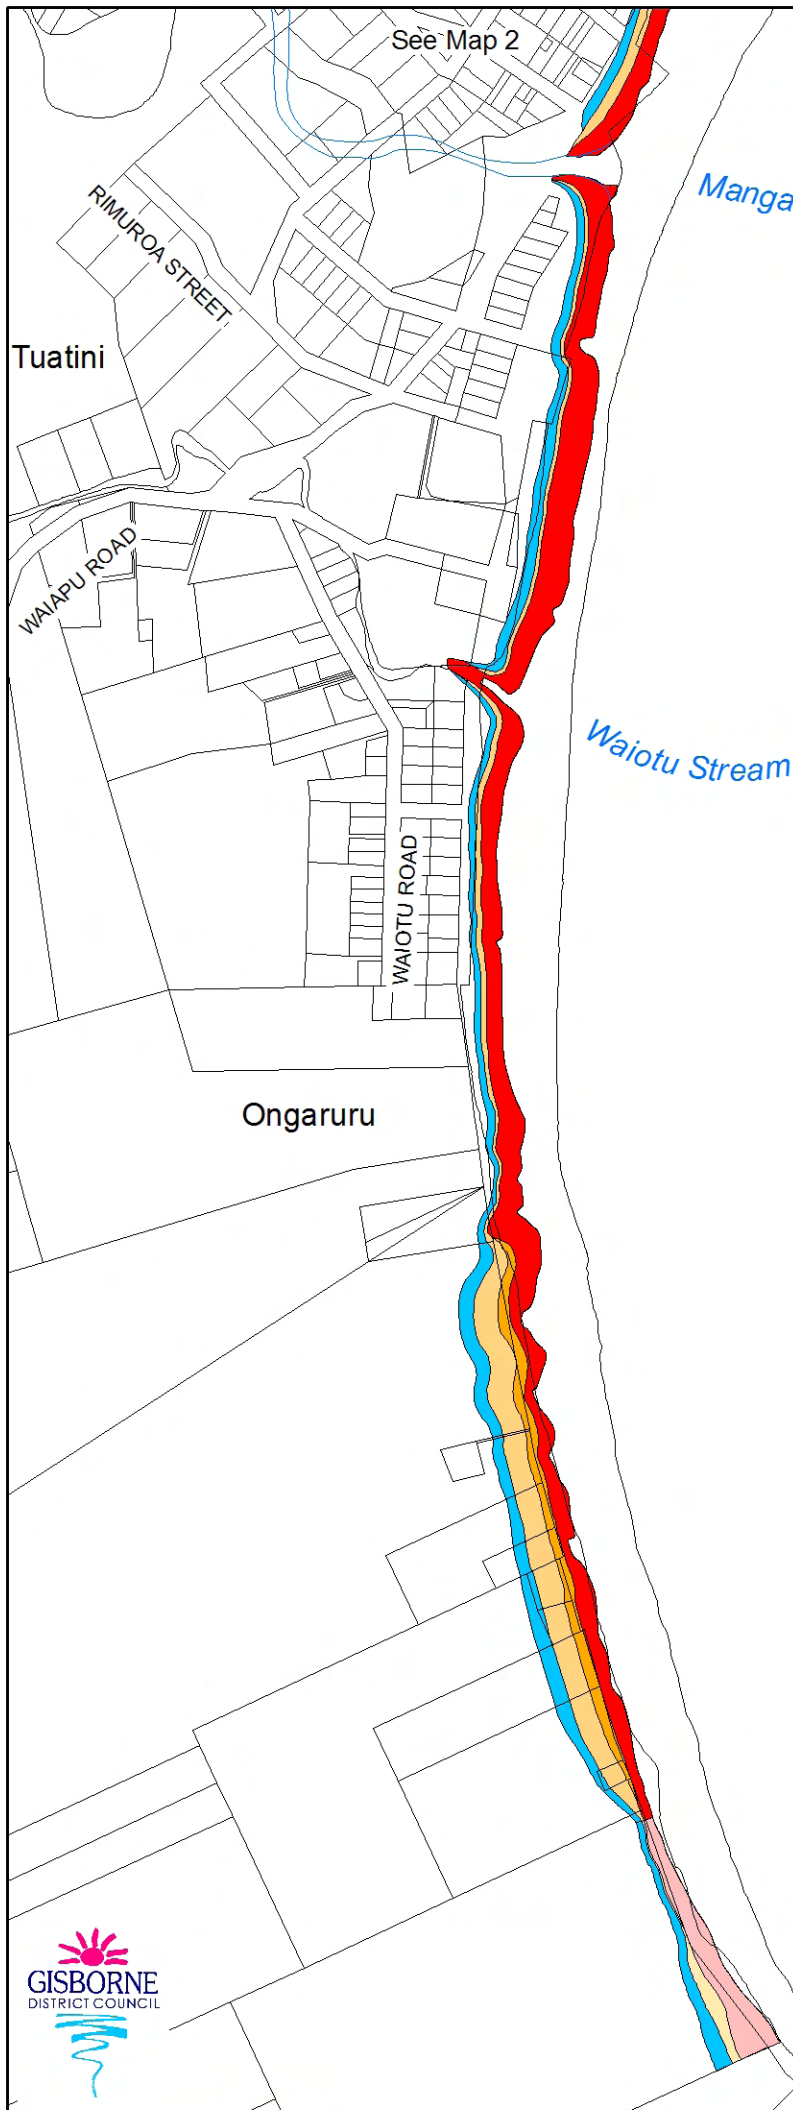 See Map 2
Manga
RIMUROA STREET
Tuatini
WAIAPU ROAD
Waiotu Stream
WAIOTU ROAD
Ongaruru
GISBORNE
DISTRICT COUNCIL